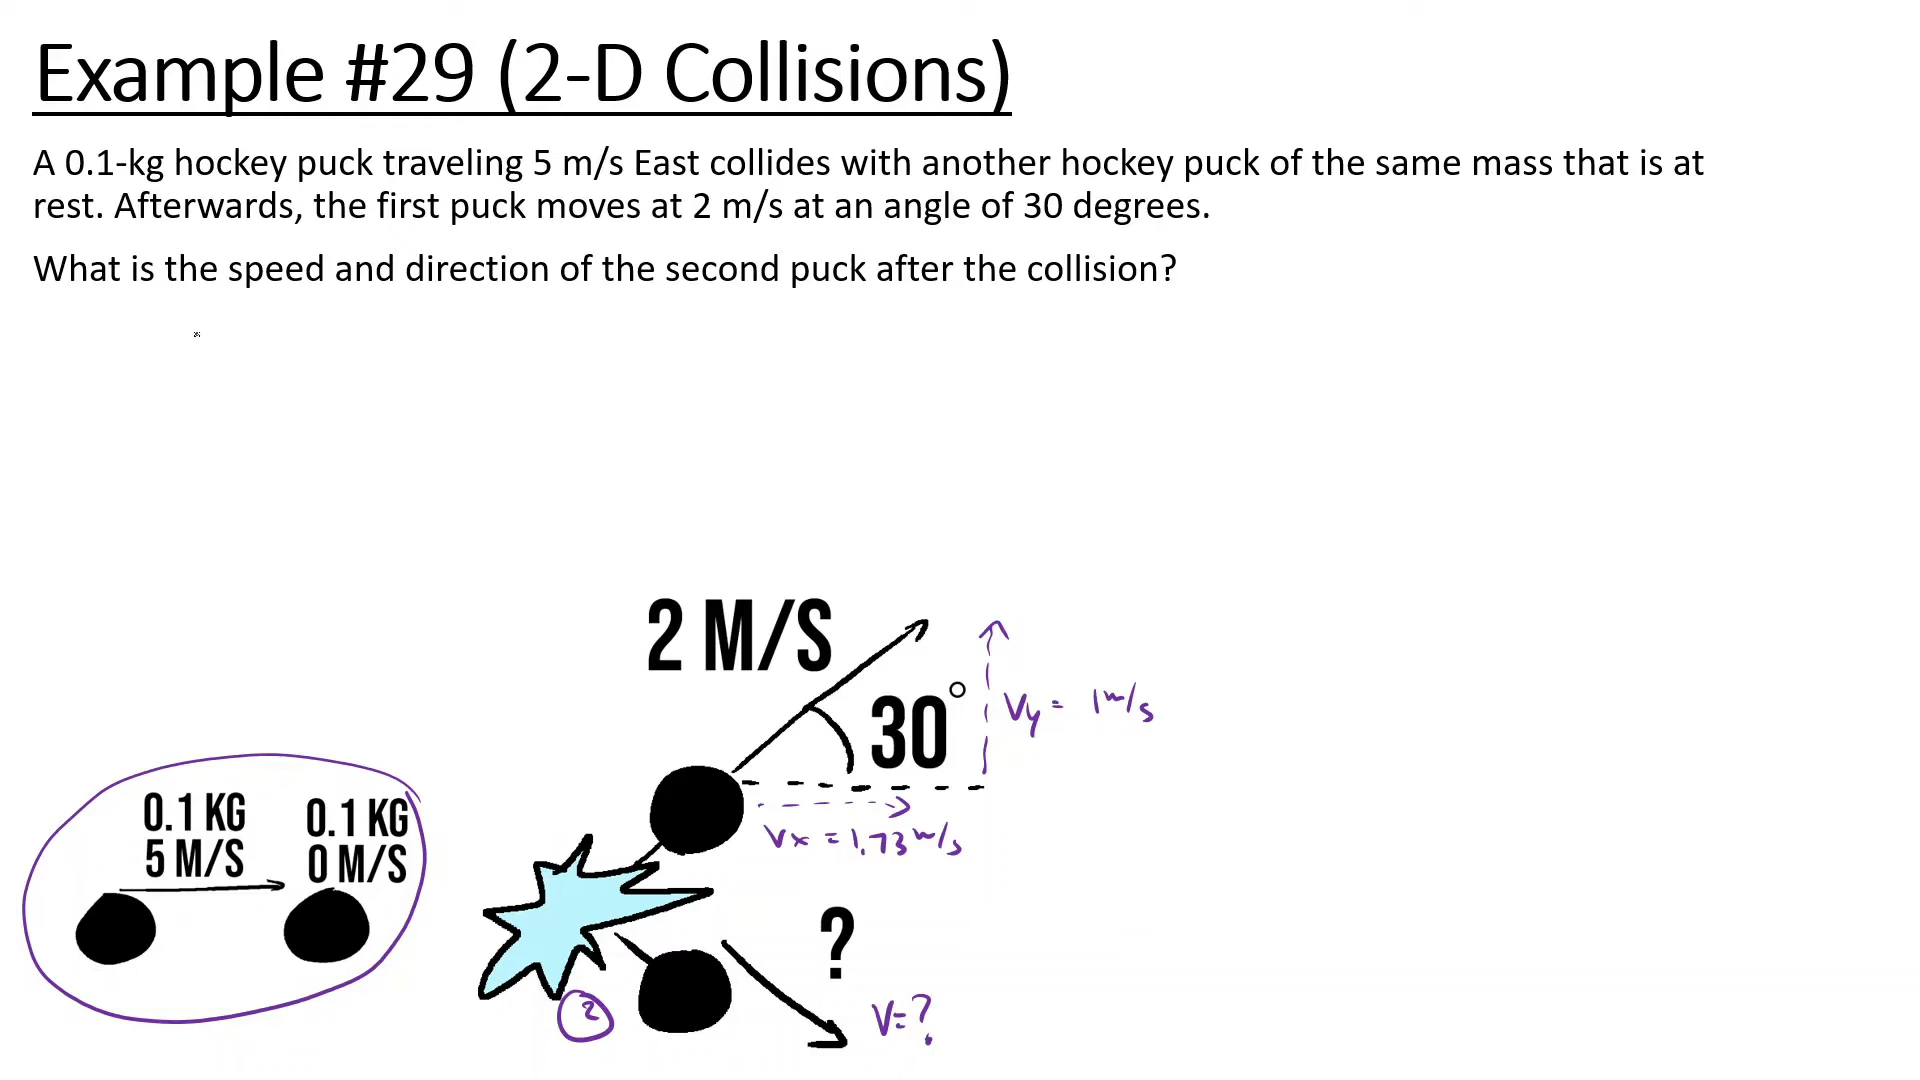 Example #29 (2-D Collisions)
A 0.1-kg hockey puck traveling 5 m/s East collides with another hockey puck of the same mass that is at
rest. Afterwards, the first puck moves at 2 m/s at an angle of 30 degrees.
What is the speed and direction of the second puck after the collision?
2 M/S
30°
Vy = 1 m/s
Vx = 1.73 m/s
0.1 KG
5 M/S
0.1 KG
0 M/S
?
2
V=?